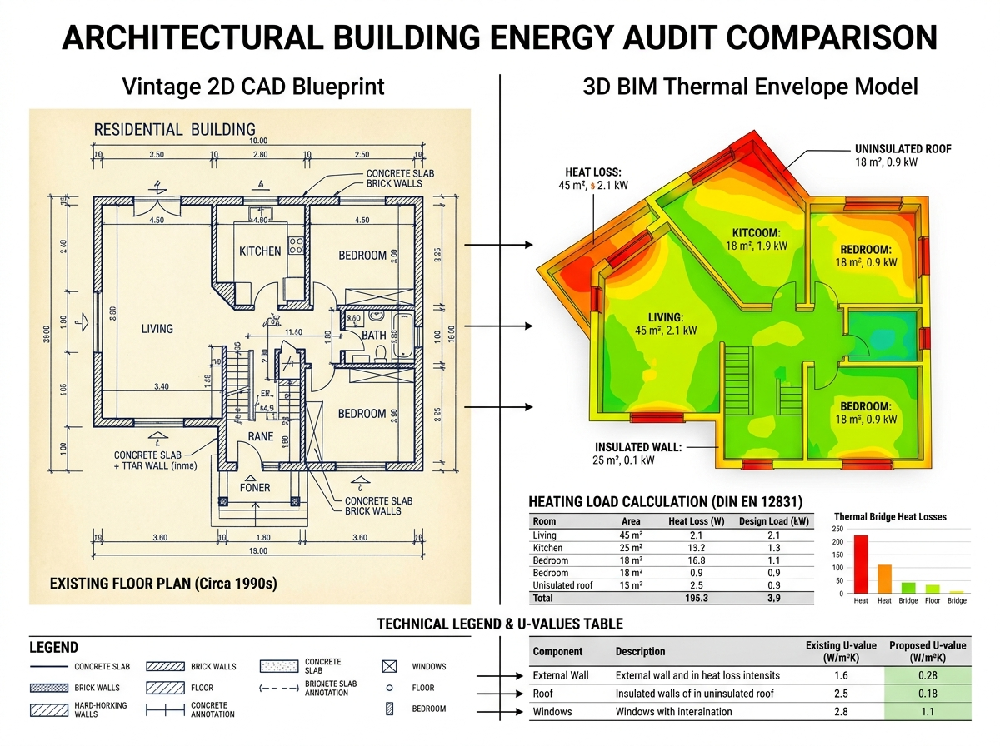 ARCHITECTURAL BUILDING ENERGY AUDIT COMPARISON
Vintage 2D CAD Blueprint
3D BIM Thermal Envelope Model
RESIDENTIAL BUILDING
10.00
10 3.50 10 2.80 10 2.50 10
CONCRETE SLAB
BRICK WALLS
4.50
4.60
KITCHEN
BEDROOM
LIVING
11.60
BATH
3.40
BEDROOM
RANE
CONCRETE SLAB
+ TTAR WALL (inms)
FONER
CONCRETE SLAB
BRICK WALLS
10 3.60 10 1.80 3.60 10
EXISTING FLOOR PLAN (Circa 1990s)
UNINSULATED ROOF
18 m², 0.9 kW
HEAT LOSS:
2.1 kW
KITCOOM:
18 m², 1.9 kW
BEDROOM:
18 m², 0.9 kW
LIVING:
45 m², 2.1 kW
BEDROOM:
18 m², 0.9 kW
INSULATED WALL:
25 m², 0.1 kW
HEATING LOAD CALCULATION (DIN EN 12831)
Room Area Heat Loss (W) Design Load (kW)
Living 45 m² 2.1 2.1
Kitchen 25 m² 13.2 1.3
Bedroom 18 m² 16.8 1.1
Bedroom 18 m² 0.9 0.9
Unisulated roof 15 m² 2.5 0.9
Total 195.3 3,9
Thermal Bridge Heat Losses
250
200
150
100
50
0
Heat Heat Bridge Floor Bridge
TECHNICAL LEGEND & U-VALUES TABLE
LEGEND
CONCRETE SLAB
BRICK WALLS
HARD-HORKING
WALLS
BRICK WALLS
FLOOR
CONCRETE
ANNOTATION
CONCRETE
SLAB
BRIONETE SLAB
ANNOTATION
WINDOWS
FLOOR
BEDROOM
Component Description Existing U-value Proposed U-value
External Wall External wall and in heat loss intensits 1.6 0.28
Roof Insulated walls of in uninsulated roof 2.5 0.18
Windows Windows with interaination 2.8 1.1